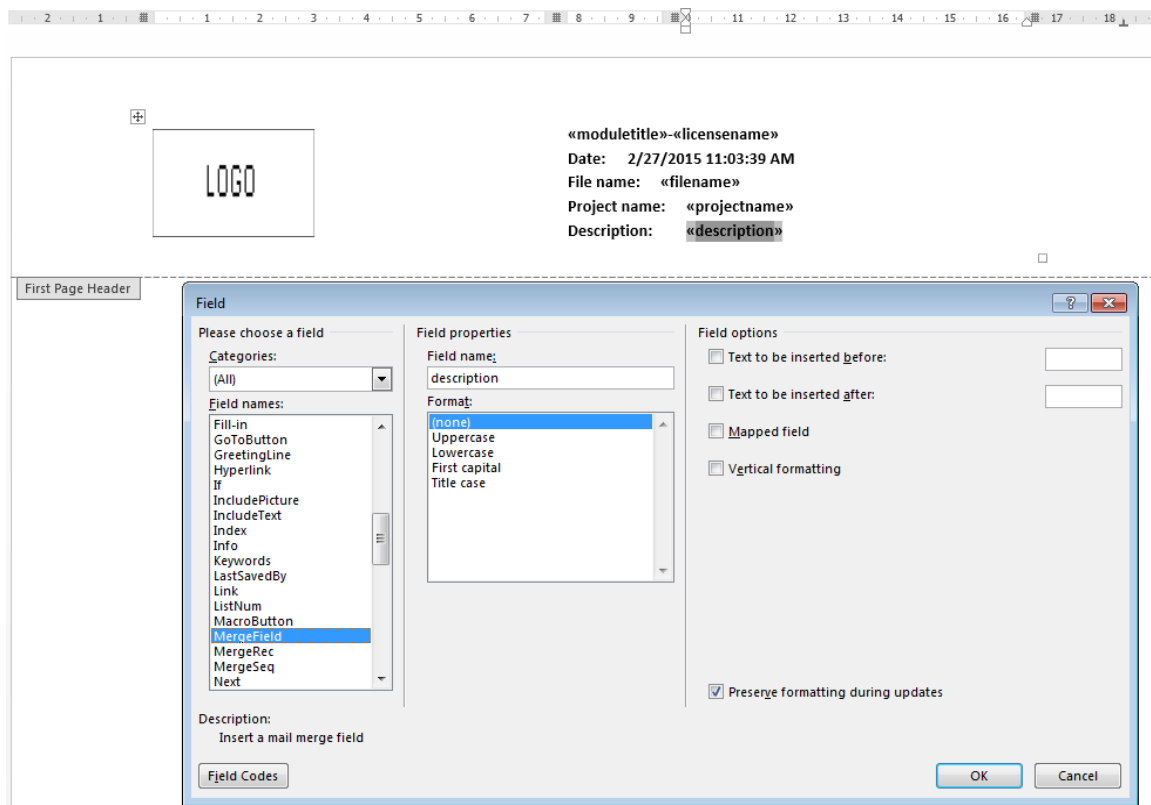 2 1 1 2 3 4 5 6 7 8 9 11 12 13 14 15 16 17 18
LOGO
«moduletitle»-«licensename»
Date: 2/27/2015 11:03:39 AM
File name: «filename»
Project name: «projectname»
Description: «description»
First Page Header
Field
?
Please choose a field
Categories:
(All)
Field names:
Fill-in
GoToButton
GreetingLine
Hyperlink
If
IncludePicture
IncludeText
Index
Info
Keywords
LastSavedBy
Link
ListNum
MacroButton
MergeField
MergeRec
MergeSeq
Next
Field properties
Field name:
description
Format:
(none)
Uppercase
Lowercase
First capital
Title case
Field options
Text to be inserted before:
Text to be inserted after:
Mapped field
Vertical formatting
Preserve formatting during updates
Description:
Insert a mail merge field
Field Codes
OK
Cancel